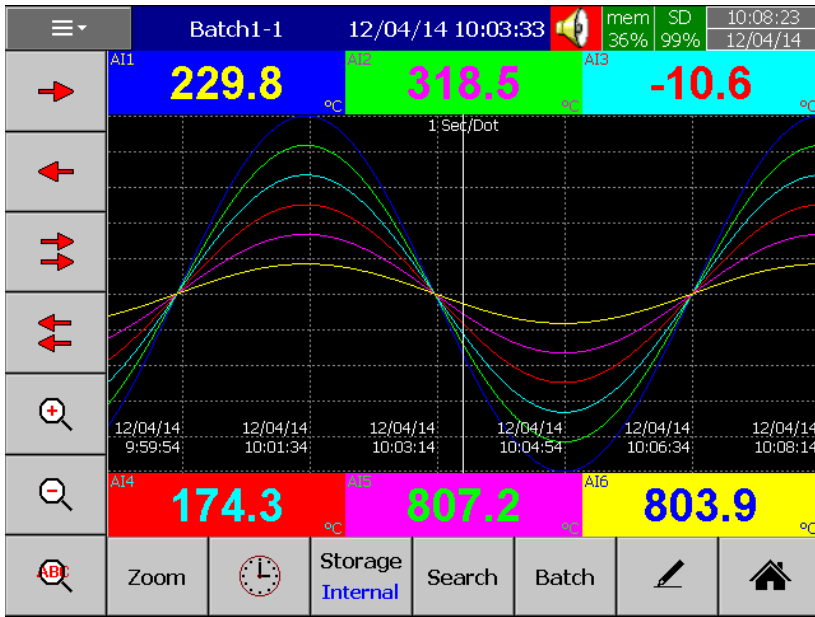 Batch1-1 12/04/14 10:03:33 mem SD 10:08:23
36% 99% 12/04/14
AI1 229.8 °C AI2 318.5 °C AI3 -10.6 °C
1 Sec/Dot
12/04/14 12/04/14 12/04/14 12/04/14 12/04/14 12/04/14
9:59:54 10:01:34 10:03:14 10:04:54 10:06:34 10:08:14
AI4 174.3 °C AI5 807.2 °C AI6 803.9 °C
ABC Zoom Storage Search Batch
Internal